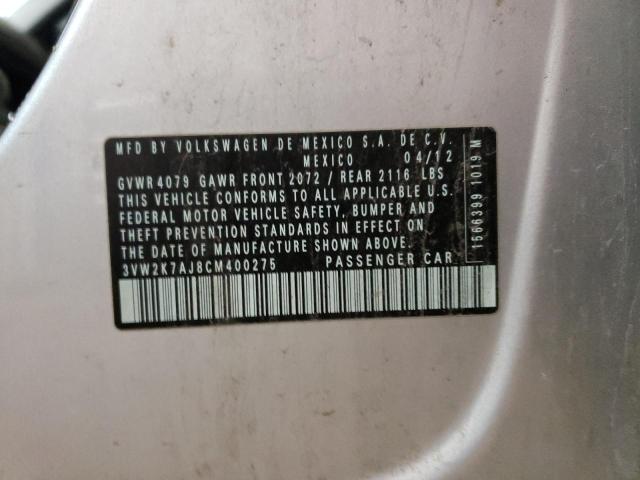 MFD BY VOLKSWAGEN DE MEXICO S.A. DE C.V.
MEXICO 04/12
GVWR 4079 GAWR FRONT 2072 / REAR 2116 LBS
THIS VEHICLE CONFORMS TO ALL APPLICABLE U.S.
FEDERAL MOTOR VEHICLE SAFETY, BUMPER AND
THEFT PREVENTION STANDARDS IN EFFECT ON
THE DATE OF MANUFACTURE SHOWN ABOVE.
3VW2K7AJ8CM400275 PASSENGER CAR
1566399 1019 M